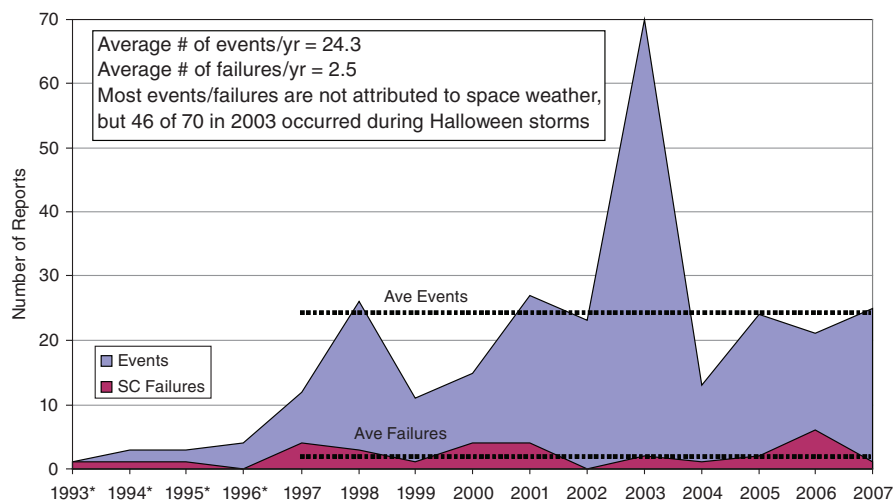 70
Average # of events/yr = 24.3
Average # of failures/yr = 2.5
Most events/failures are not attributed to space weather,
but 46 of 70 in 2003 occurred during Halloween storms
60
50
40
30
20
10
0
Number of Reports
Ave Events
Events
SC Failures
Ave Failures
1993* 1994* 1995* 1996* 1997 1998 1999 2000 2001 2002 2003 2004 2005 2006 2007